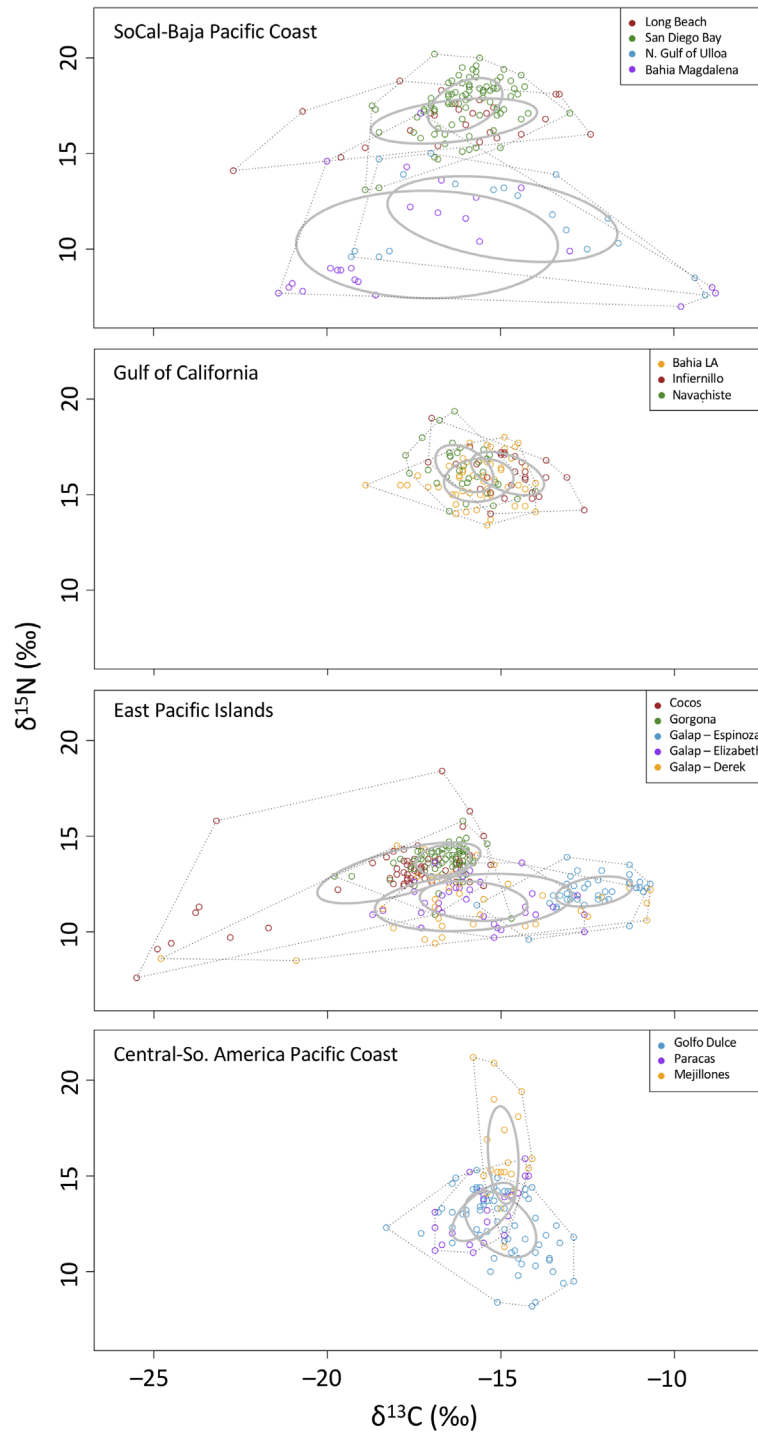 SoCal-Baja Pacific Coast
Long Beach
San Diego Bay
N. Gulf of Ulloa
Bahia Magdalena
20
15
10
Gulf of California
Bahia LA
Infiernillo
Navachiste
20
15
10
δ15N (‰)
East Pacific Islands
Cocos
Gorgona
Galap – Espinoza
Galap – Elizabeth
Galap – Derek
20
15
10
Central-So. America Pacific Coast
Golfo Dulce
Paracas
Mejillones
20
15
10
–25 –20 –15 –10
δ13C (‰)